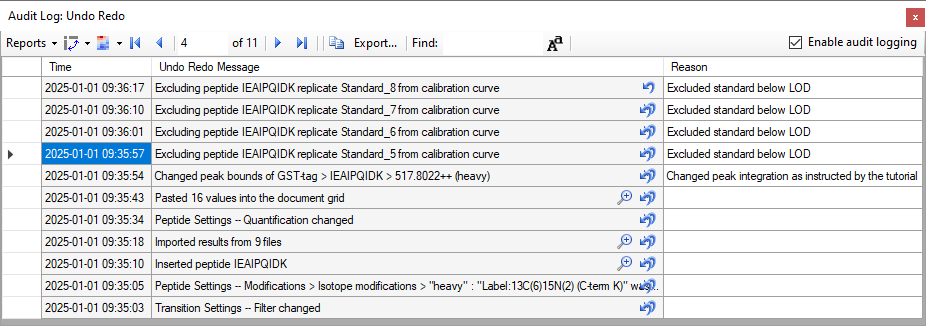 Audit Log: Undo Redo
Reports 4 of 11 Export... Find: Enable audit logging
Time Undo Redo Message Reason
2025-01-01 09:36:17 Excluding peptide IEAIPQIDK replicate Standard_8 from calibration curve Excluded standard below LOD
2025-01-01 09:36:10 Excluding peptide IEAIPQIDK replicate Standard_7 from calibration curve Excluded standard below LOD
2025-01-01 09:36:01 Excluding peptide IEAIPQIDK replicate Standard_6 from calibration curve Excluded standard below LOD
2025-01-01 09:35:57 Excluding peptide IEAIPQIDK replicate Standard_5 from calibration curve Excluded standard below LOD
2025-01-01 09:35:54 Changed peak bounds of GST-tag > IEAIPQIDK > 517.8022++ (heavy) Changed peak integration as instructed by the tutorial
2025-01-01 09:35:43 Pasted 16 values into the document grid
2025-01-01 09:35:34 Peptide Settings -- Quantification changed
2025-01-01 09:35:18 Imported results from 9 files
2025-01-01 09:35:10 Inserted peptide IEAIPQIDK
2025-01-01 09:35:05 Peptide Settings -- Modifications > Isotope modifications > "heavy" : "Label:13C(6)15N(2) (C-term K)" was...
2025-01-01 09:35:03 Transition Settings -- Filter changed